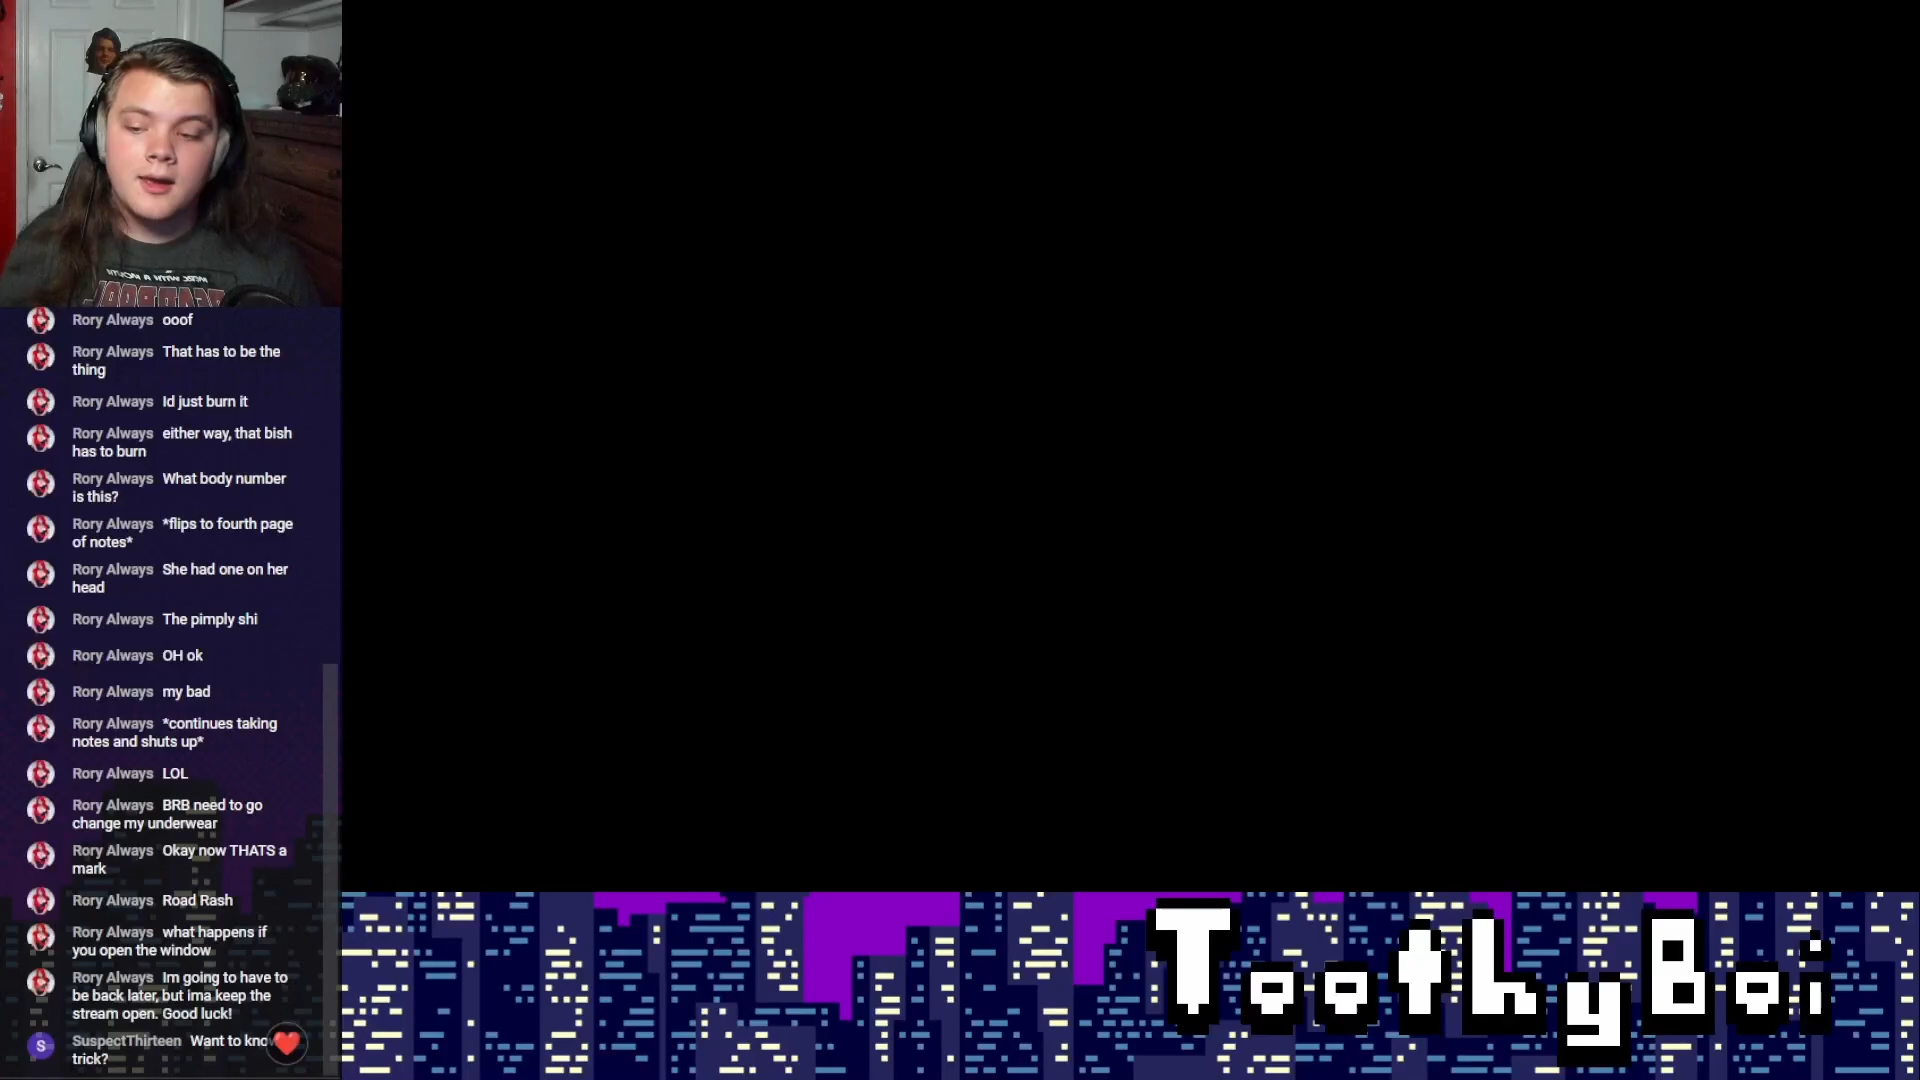 Rory Always ooof
Rory Always That has to be the
thing
Rory Always Id just burn it
Rory Always either way, that bish
has to burn
Rory Always What body number
is this?
Rory Always *flips to fourth page
of notes*
Rory Always She had one on her
head
Rory Always The pimply shi
Rory Always OH ok
Rory Always my bad
Rory Always *continues taking
notes and shuts up*
Rory Always LOL
Rory Always BRB need to go
change my underwear
Rory Always Okay now THATS a
mark
Rory Always Road Rash
Rory Always what happens if
you open the window
Rory Always Im going to have to
be back later, but ima keep the
stream open. Good luck!
S SuspectThirteen Want to know
trick?
ToothyBoi